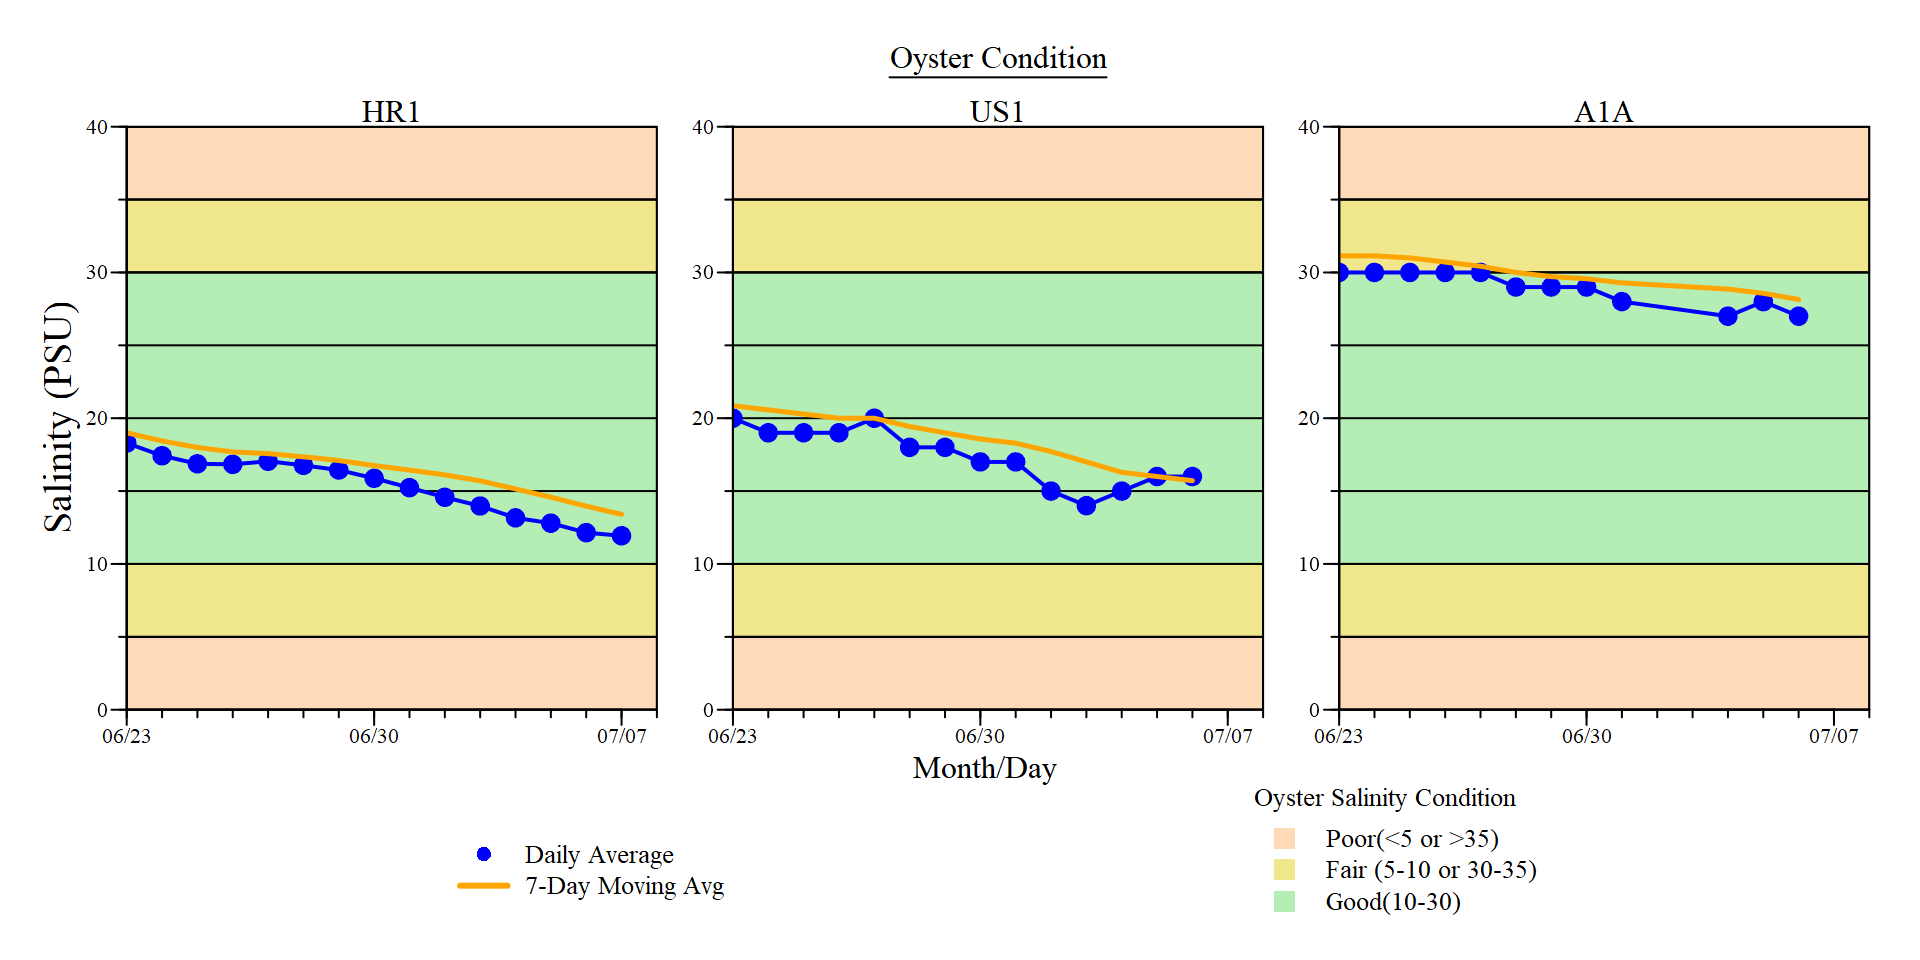 Oyster Condition
HR1
US1
A1A
Salinity (PSU)
40
30
20
10
0
40
30
20
10
0
40
30
20
10
0
06/23
06/30
07/07
06/23
06/30
07/07
06/23
06/30
07/07
Month/Day
Daily Average
7-Day Moving Avg
Oyster Salinity Condition
Poor(<5 or >35)
Fair (5-10 or 30-35)
Good(10-30)